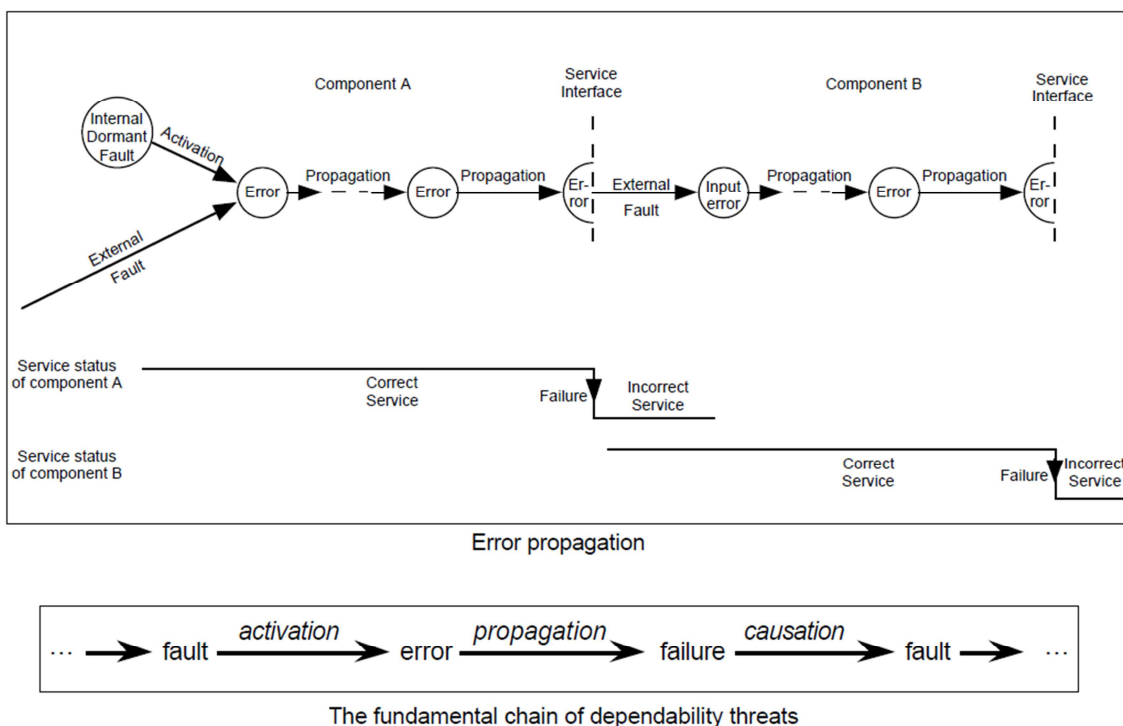 Component A
Service
Interface
Component B
Service
Interface
Internal
Dormant
Fault
Activation
Error
Propagation
Error
Propagation
Er-
ror
External
Fault
Input
error
Propagation
Error
Propagation
Er-
ror
External
Fault
Service status
of component A
Correct
Service
Failure
Incorrect
Service
Service status
of component B
Correct
Service
Failure
Incorrect
Service
Error propagation
... fault activation error propagation failure causation fault ...
The fundamental chain of dependability threats